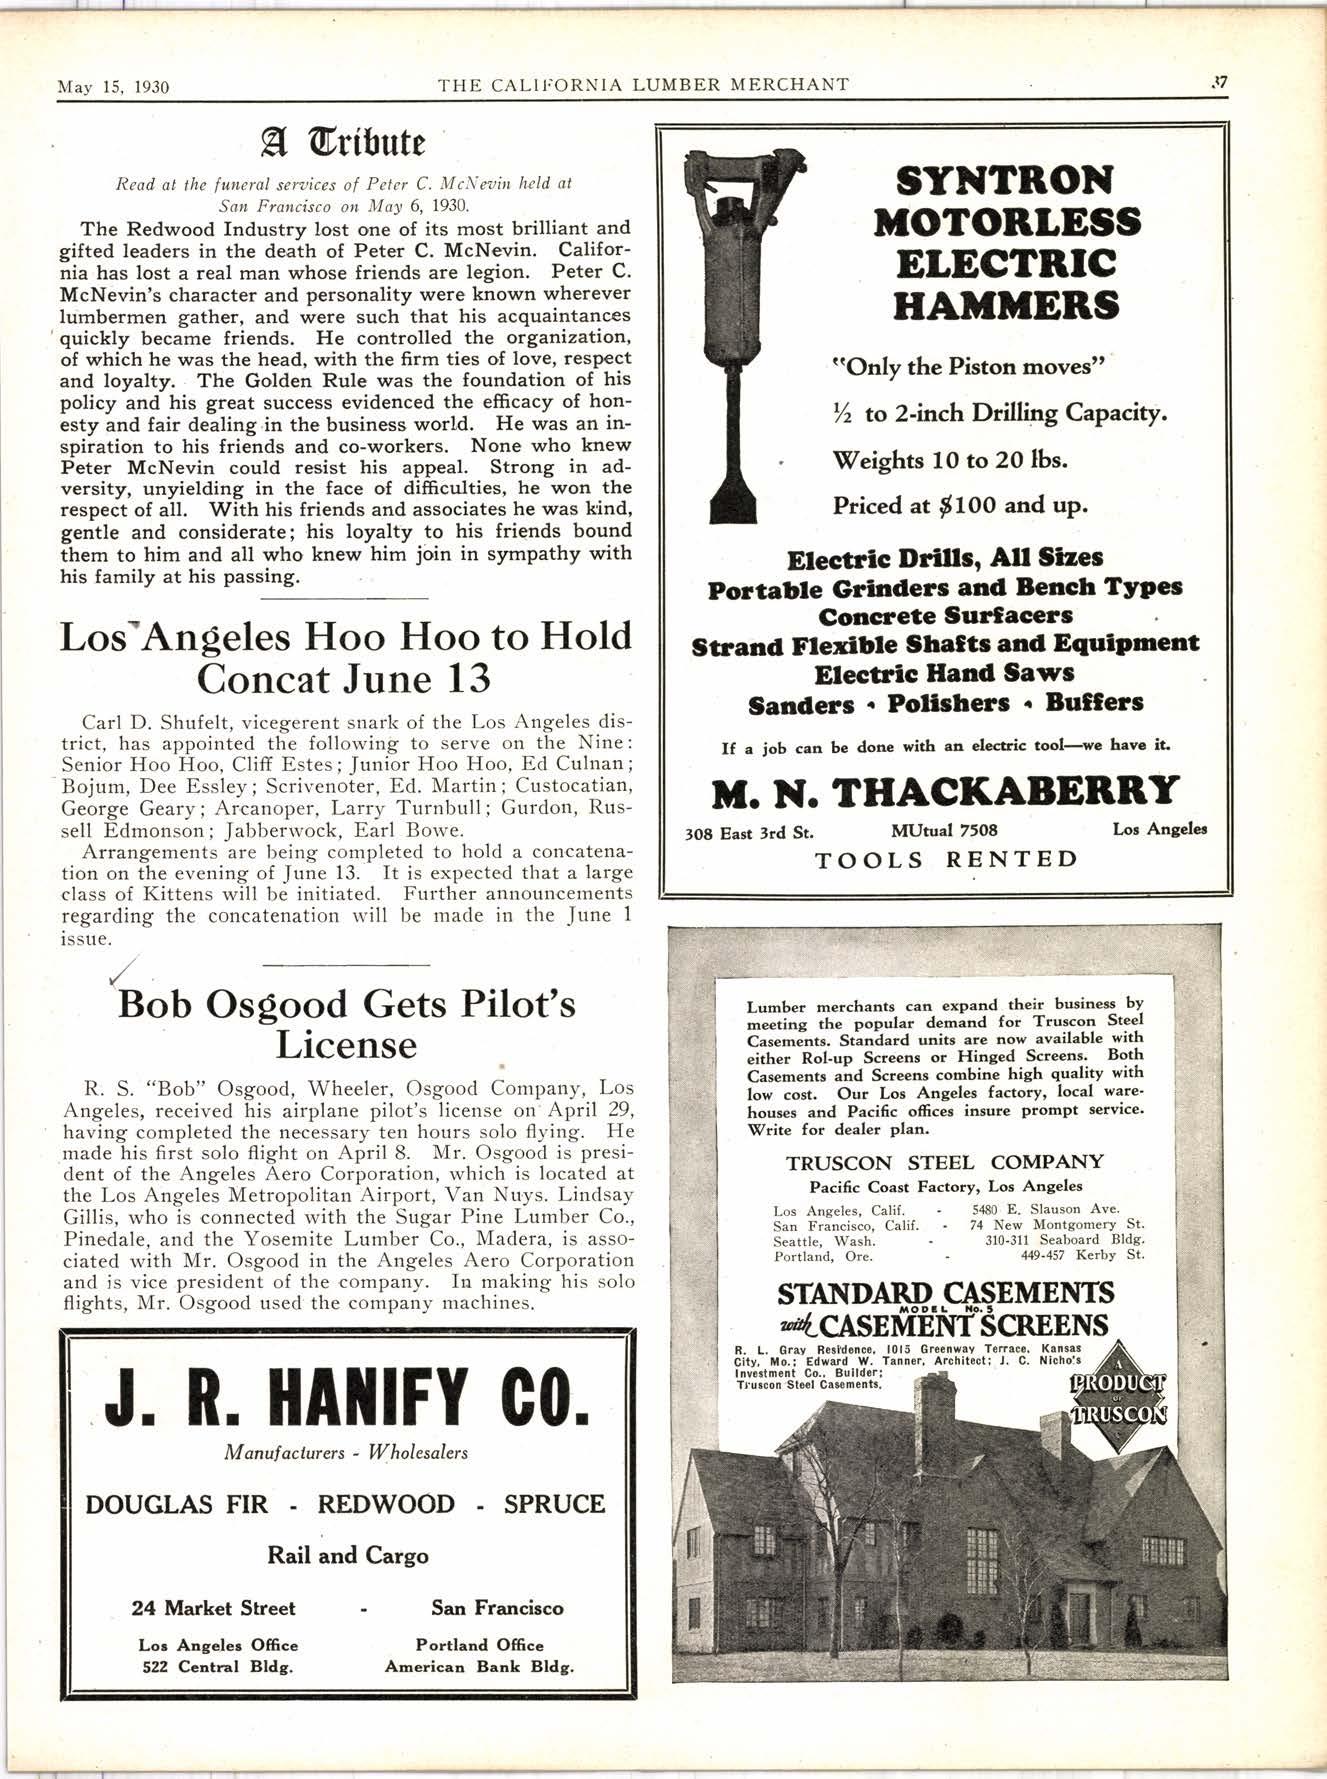 May 15, 1930
THE CALIFORNIA LUMBER MERCHANT
37
A Tribute
Read at the funeral services of Peter C. McNevin held at
San Francisco on May 6, 1930.
The Redwood Industry lost one of its most brilliant and
gifted leaders in the death of Peter C. McNevin. Califor-
nia has lost a real man whose friends are legion. Peter C.
McNevin's character and personality were known wherever
lumbermen gather, and were such that his acquaintances
quickly became friends. He controlled the organization,
of which he was the head, with the firm ties of love, respect
and loyalty. The Golden Rule was the foundation of his
policy and his great success evidenced the efficacy of hon-
esty and fair dealing in the business world. He was an in-
spiration to his friends and co-workers. None who knew
Peter McNevin could resist his appeal. Strong in ad-
versity, unyielding in the face of difficulties, he won the
respect of all. With his friends and associates he was kind,
gentle and considerate; his loyalty to his friends bound
them to him and all who knew him join in sympathy with
his family at his passing.
Los Angeles Hoo Hoo to Hold
Concat June 13
Carl D. Shufelt, vicegerent snark of the Los Angeles dis-
trict, has appointed the following to serve on the Nine:
Senior Hoo Hoo, Cliff Estes; Junior Hoo Hoo, Ed Culnan;
Bojum, Dee Essley; Scrivenoter, Ed. Martin; Custocatian,
George Geary; Arcanoper, Larry Turnbull; Gurdon, Rus-
sell Edmonson; Jabberwock, Earl Bowe.
Arrangements are being completed to hold a concatena-
tion on the evening of June 13. It is expected that a large
class of Kittens will be initiated. Further announcements
regarding the concatenation will be made in the June 1
issue.
Bob Osgood Gets Pilot's
License
R. S. "Bob" Osgood, Wheeler, Osgood Company, Los
Angeles, received his airplane pilot's license on April 29,
having completed the necessary ten hours solo flying. He
made his first solo flight on April 8. Mr. Osgood is presi-
dent of the Angeles Aero Corporation, which is located at
the Los Angeles Metropolitan Airport, Van Nuys. Lindsay
Gillis, who is connected with the Sugar Pine Lumber Co.,
Pinedale, and the Yosemite Lumber Co., Madera, is asso-
ciated with Mr. Osgood in the Angeles Aero Corporation
and is vice president of the company. In making his solo
flights, Mr. Osgood used the company machines.
J. R. HANIFY CO.
Manufacturers - Wholesalers
DOUGLAS FIR - REDWOOD - SPRUCE
Rail and Cargo
24 Market Street - San Francisco
Los Angeles Office Portland Office
522 Central Bldg. American Bank Bldg.
SYNTRON
MOTORLESS
ELECTRIC
HAMMERS
"Only the Piston moves"
½ to 2-inch Drilling Capacity.
Weights 10 to 20 lbs.
Priced at $100 and up.
Electric Drills, All Sizes
Portable Grinders and Bench Types
Concrete Surfacers
Strand Flexible Shafts and Equipment
Electric Hand Saws
Sanders • Polishers • Buffers
If a job can be done with an electric tool—we have it.
M. N. THACKABERRY
308 East 3rd St. MUtual 7508 Los Angeles
TOOLS RENTED
Lumber merchants can expand their business by
meeting the popular demand for Truscon Steel
Casements. Standard units are now available with
either Rol-up Screens or Hinged Screens. Both
Casements and Screens combine high quality with
low cost. Our Los Angeles factory, local ware-
houses and Pacific offices insure prompt service.
Write for dealer plan.
TRUSCON STEEL COMPANY
Pacific Coast Factory, Los Angeles
Los Angeles, Calif. - 5480 E. Slauson Ave.
San Francisco, Calif. - 74 New Montgomery St.
Seattle, Wash. - 310-311 Seaboard Bldg.
Portland, Ore. - 449-457 Kerby St.
STANDARD CASEMENTS
MODEL No. 5
with CASEMENT SCREENS
R. L. Gray Residence, 1015 Greenway Terrace, Kansas
City, Mo.; Edward W. Tanner, Architect; J. C. Nichols
Investment Co., Builder;
Truscon Steel Casements.
A
PRODUCT
OF
TRUSCON